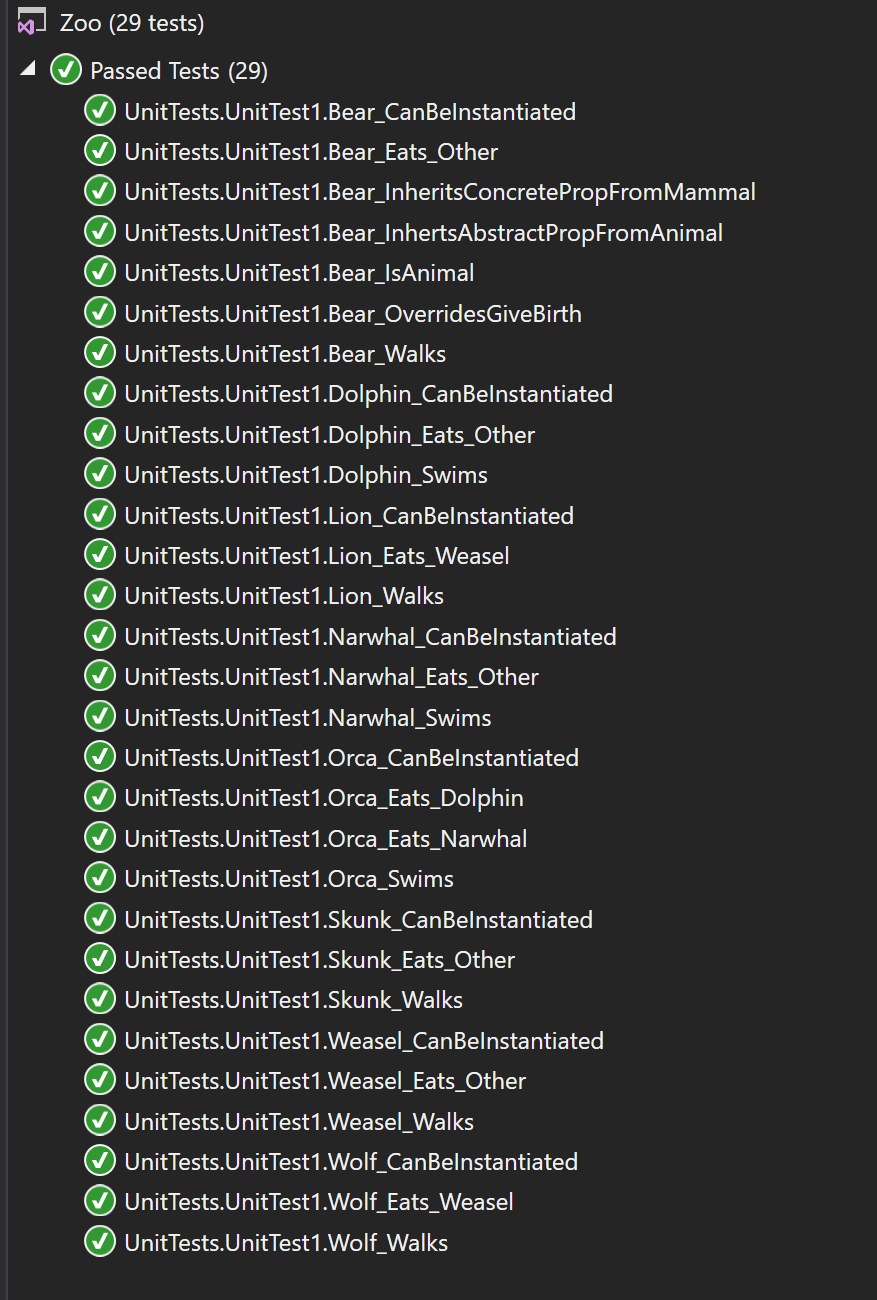 Zoo (29 tests)
Passed Tests (29)
UnitTests.UnitTest1.Bear_CanBeInstantiated
UnitTests.UnitTest1.Bear_Eats_Other
UnitTests.UnitTest1.Bear_InheritsConcretePropFromMammal
UnitTests.UnitTest1.Bear_InhertsAbstractPropFromAnimal
UnitTests.UnitTest1.Bear_IsAnimal
UnitTests.UnitTest1.Bear_OverridesGiveBirth
UnitTests.UnitTest1.Bear_Walks
UnitTests.UnitTest1.Dolphin_CanBeInstantiated
UnitTests.UnitTest1.Dolphin_Eats_Other
UnitTests.UnitTest1.Dolphin_Swims
UnitTests.UnitTest1.Lion_CanBeInstantiated
UnitTests.UnitTest1.Lion_Eats_Weasel
UnitTests.UnitTest1.Lion_Walks
UnitTests.UnitTest1.Narwhal_CanBeInstantiated
UnitTests.UnitTest1.Narwhal_Eats_Other
UnitTests.UnitTest1.Narwhal_Swims
UnitTests.UnitTest1.Orca_CanBeInstantiated
UnitTests.UnitTest1.Orca_Eats_Dolphin
UnitTests.UnitTest1.Orca_Eats_Narwhal
UnitTests.UnitTest1.Orca_Swims
UnitTests.UnitTest1.Skunk_CanBeInstantiated
UnitTests.UnitTest1.Skunk_Eats_Other
UnitTests.UnitTest1.Skunk_Walks
UnitTests.UnitTest1.Weasel_CanBeInstantiated
UnitTests.UnitTest1.Weasel_Eats_Other
UnitTests.UnitTest1.Weasel_Walks
UnitTests.UnitTest1.Wolf_CanBeInstantiated
UnitTests.UnitTest1.Wolf_Eats_Weasel
UnitTests.UnitTest1.Wolf_Walks